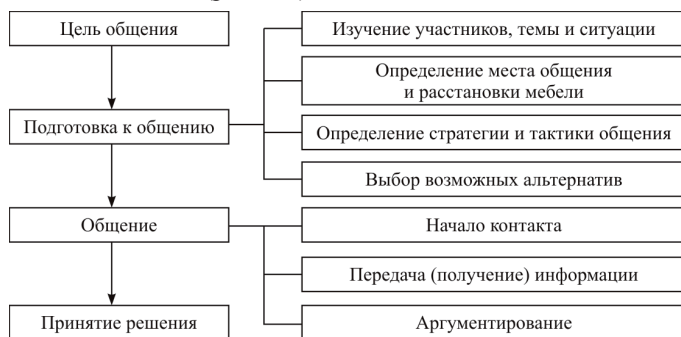 Цель общения
Изучение участников, темы и ситуации
Определение места общения
и расстановки мебели
Подготовка к общению
Определение стратегии и тактики общения
Выбор возможных альтернатив
Общение
Начало контакта
Передача (получение) информации
Принятие решения
Аргументирование